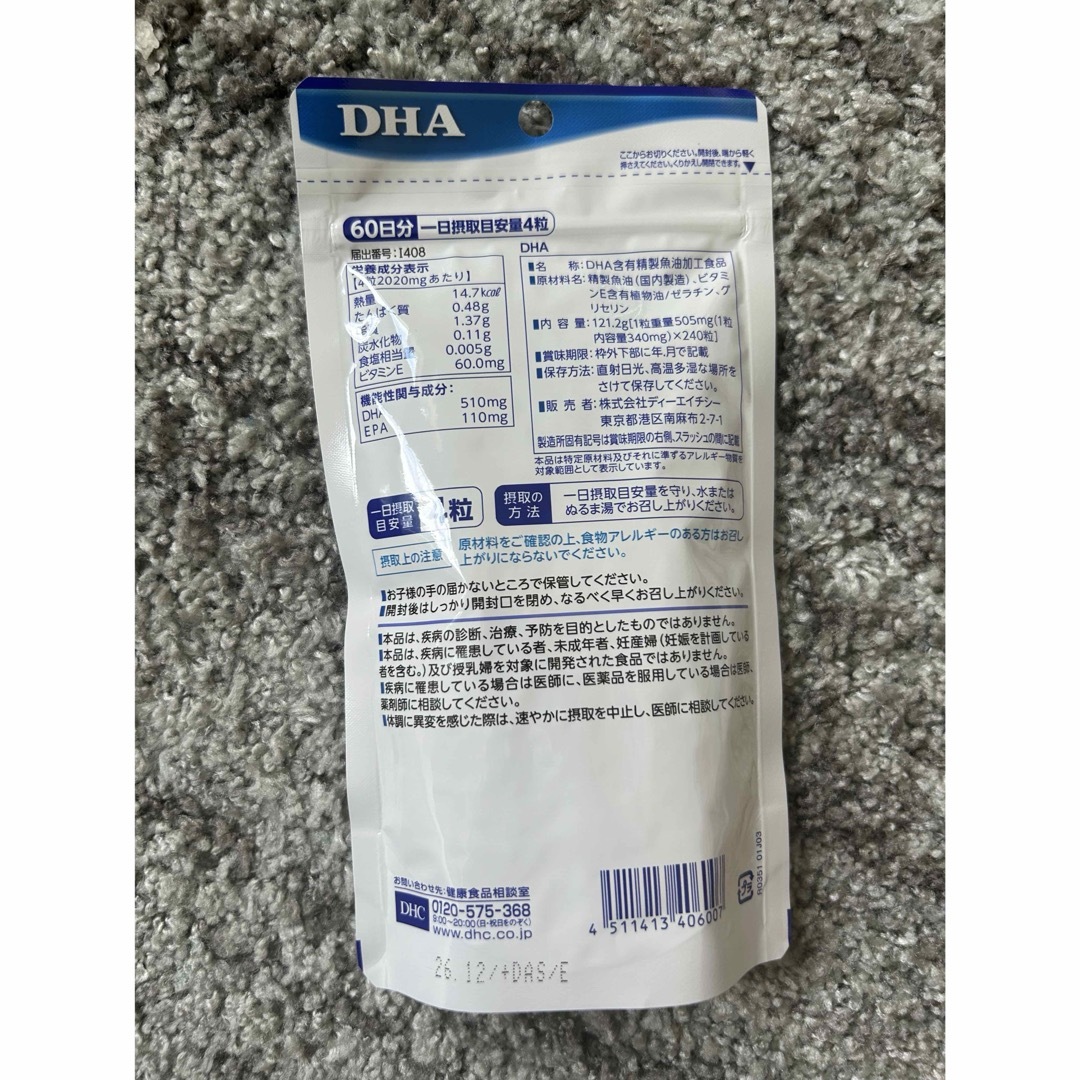 DHA
ここからお切りください。開封後、端から軽く
押さえてください。くりかえし開閉できます。
60日分 一日摂取目安量4粒
届出番号:I408
栄養成分表示
[4粒2020mgあたり]
熱量 14.7kcal
たんぱく質 0.48g
1.37g
炭水化物 0.11g
食塩相当量 0.005g
ビタミンE 60.0mg
機能性関与成分:
DHA 510mg
EPA 110mg
DHA
名 称:DHA含有精製魚油加工食品
原材料名:精製魚油(国内製造)、ビタミ
ンE含有植物油/ゼラチン、グ
リセリン
内 容 量:121.2g[1粒重量505mg(1粒
内容量340mg)×240粒]
賞味期限:枠外下部に年、月で記載
保存方法:直射日光、高温多湿な場所を
さけて保存してください。
販 売 者:株式会社ディーエイチシー
東京都港区南麻布2-7-1
製造所固有記号は賞味期限の右側、スラッシュの間に記載
本品は特定原材料及びそれに準ずるアレルギー物質を
対象範囲として表示しています。
一日摂取
目安量
粒
摂取の
方法
一日摂取目安量を守り、水または
ぬるま湯でお召し上がりください。
摂取上の注意
原材料をご確認の上、食物アレルギーのある方はお召し
上がりにならないでください。
お子様の手の届かないところで保管してください。
開封後はしっかり開封口を閉め、なるべく早くお召し上がりください。
本品は、疾病の診断、治療、予防を目的としたものではありません。
本品は、疾病に罹患している者、未成年者、妊産婦(妊娠を計画している
者を含む。)及び授乳婦を対象に開発された食品ではありません。
疾病に罹患している場合は医師に、医薬品を服用している場合は医師、
薬剤師に相談してください。
体調に異変を感じた際は、速やかに摂取を中止し、医師に相談してください。
お問い合わせ先:健康食品相談室
DHC
0120-575-368
9:00~20:00(日・祝日をのぞく)
www.dhc.co.jp
4 511413 406007
R0351 01J03
26.12/+DAS/E